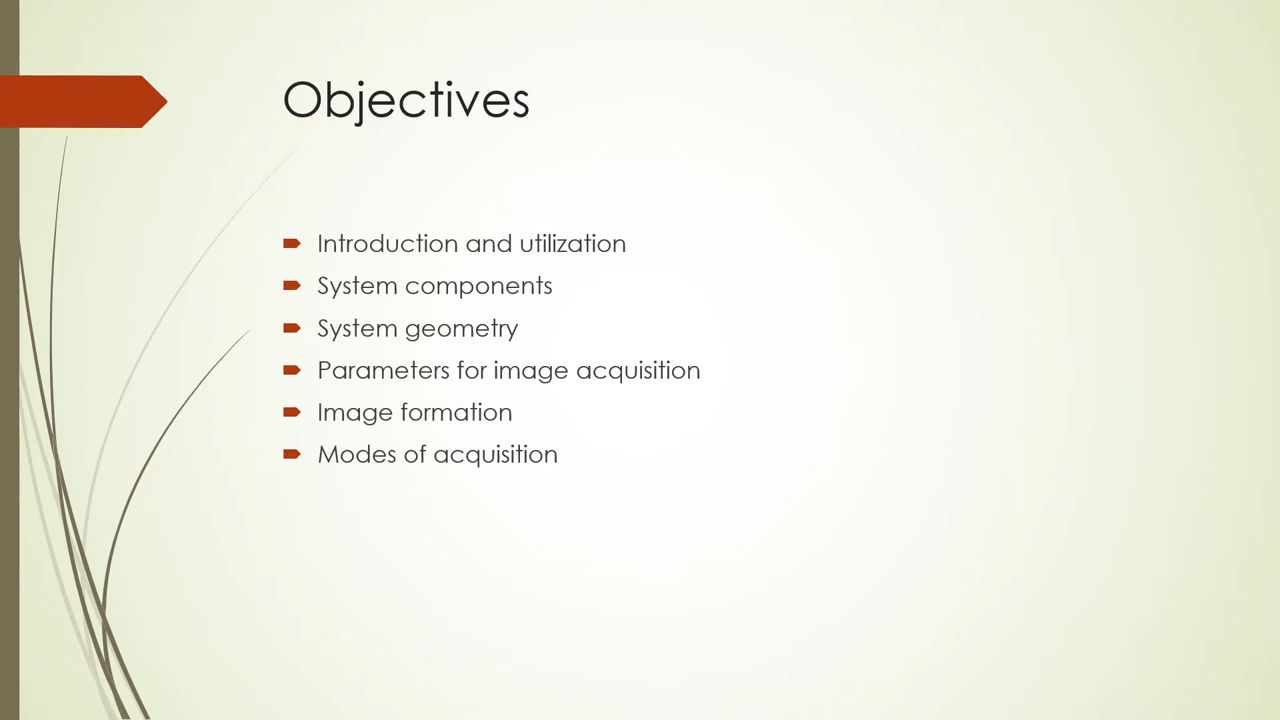 Objectives
Introduction and utilization
System components
System geometry
Parameters for image acquisition
Image formation
Modes of acquisition